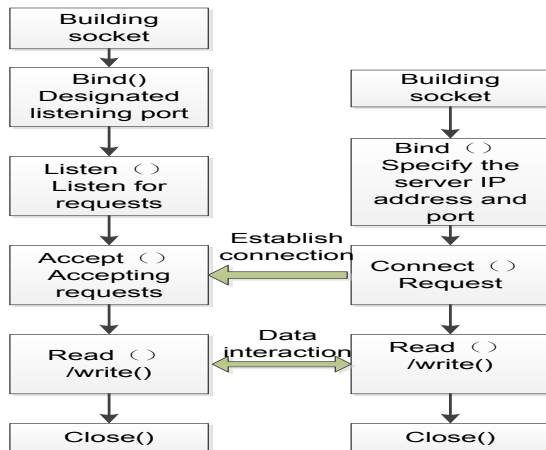 Building
socket
Bind()
Designated
listening port
Listen （）
Listen for
requests
Accept （）
Accepting
requests
Read （）
/write()
Close()
Establish
connection
Data
interaction
Building
socket
Bind （）
Specify the
server IP
address and
port
Connect （）
Request
Read （）
/write()
Close()